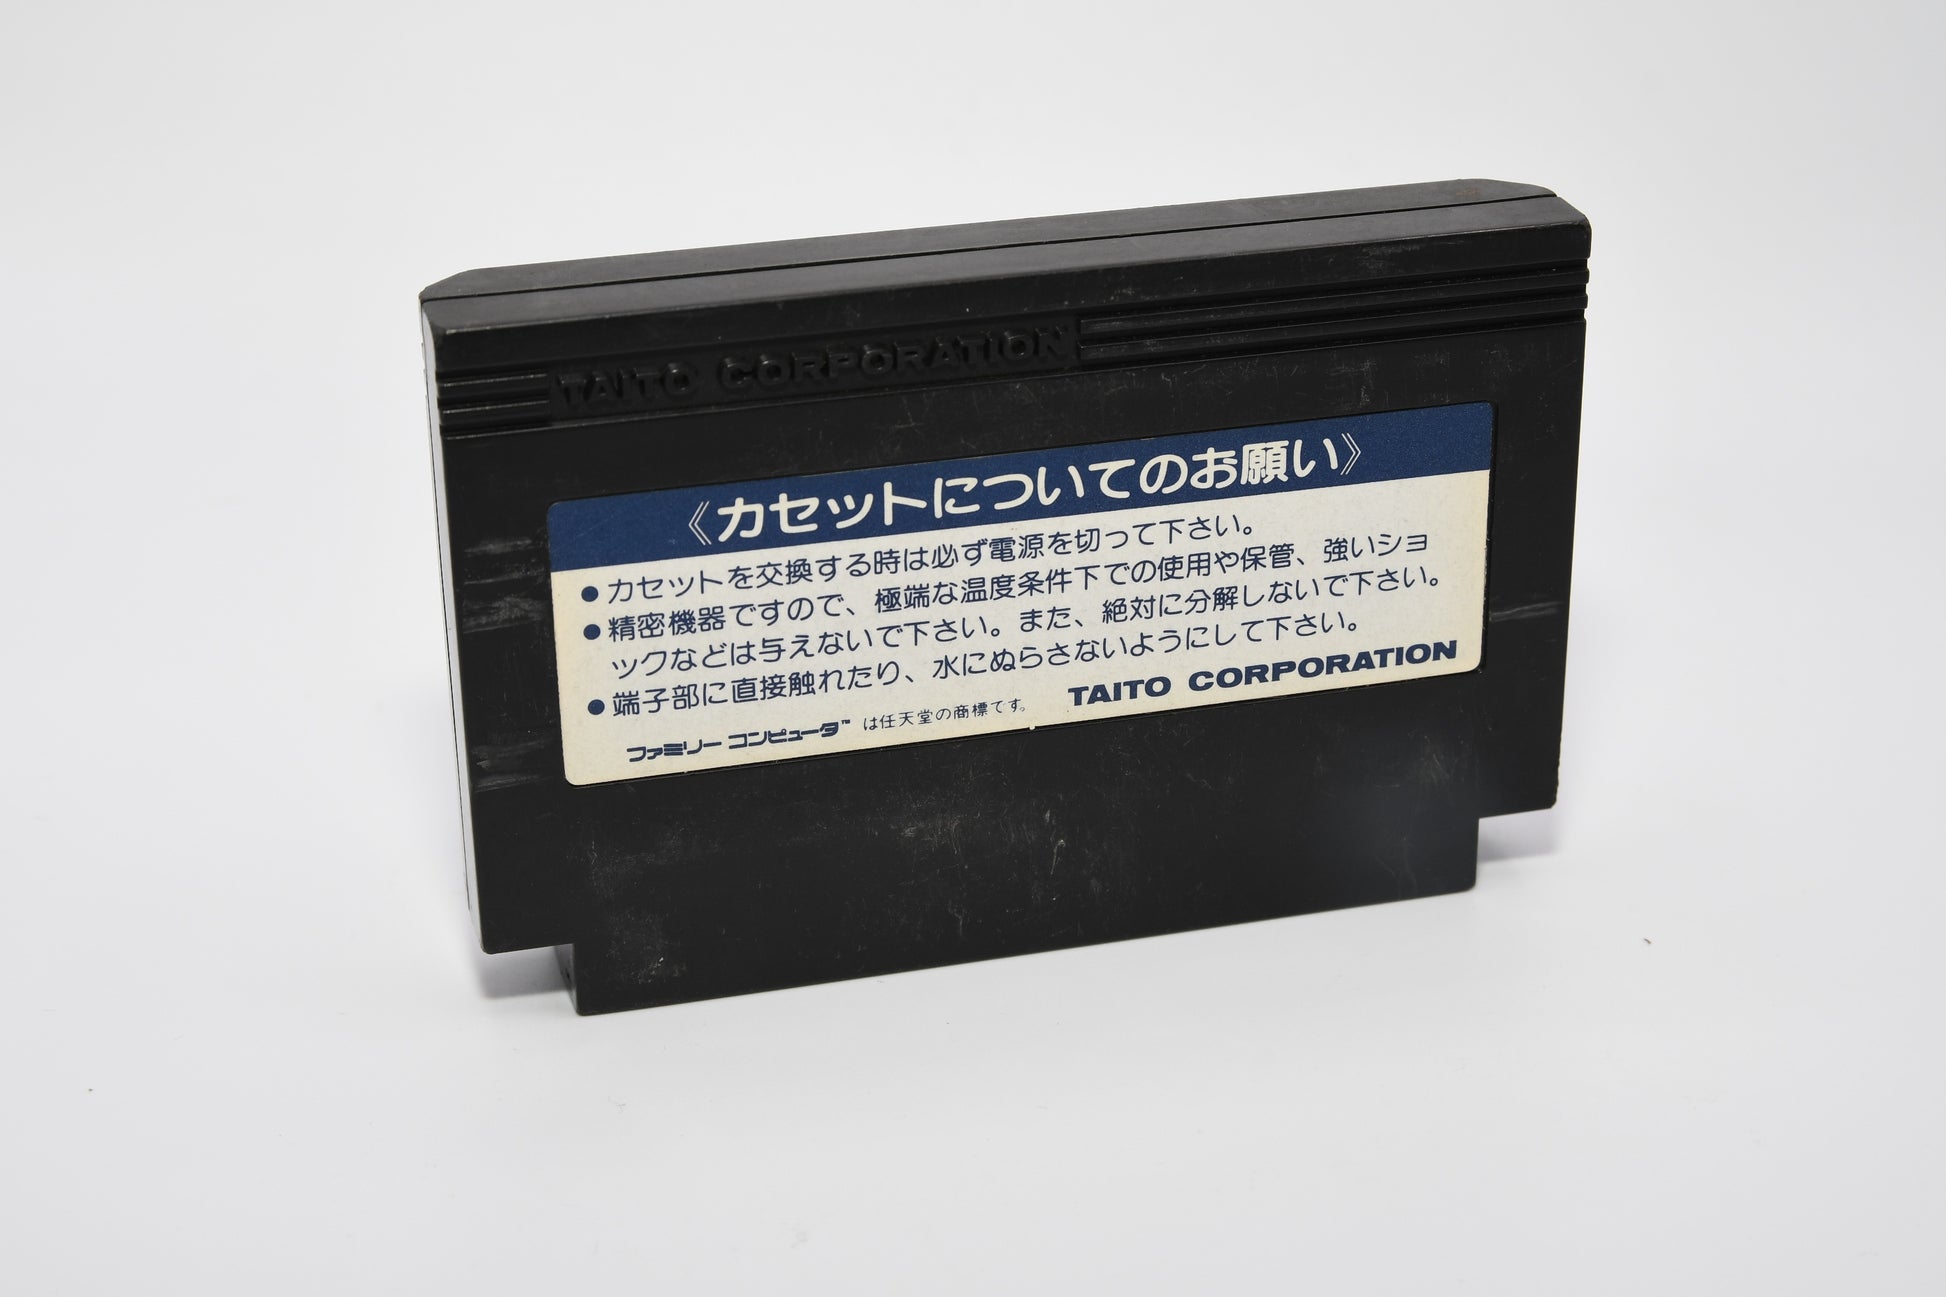 TAITO CORPORATION
《カセットについてのお願い》
●カセットを交換する時は必ず電源を切って下さい。
●精密機器ですので、極端な温度条件下での使用や保管、強いショ
ックなどは与えないで下さい。また、絶対に分解しないで下さい。
●端子部に直接触れたり、水にぬらさないようにして下さい。
TAITO CORPORATION
ファミリーコンピュータ™は任天堂の商標です。